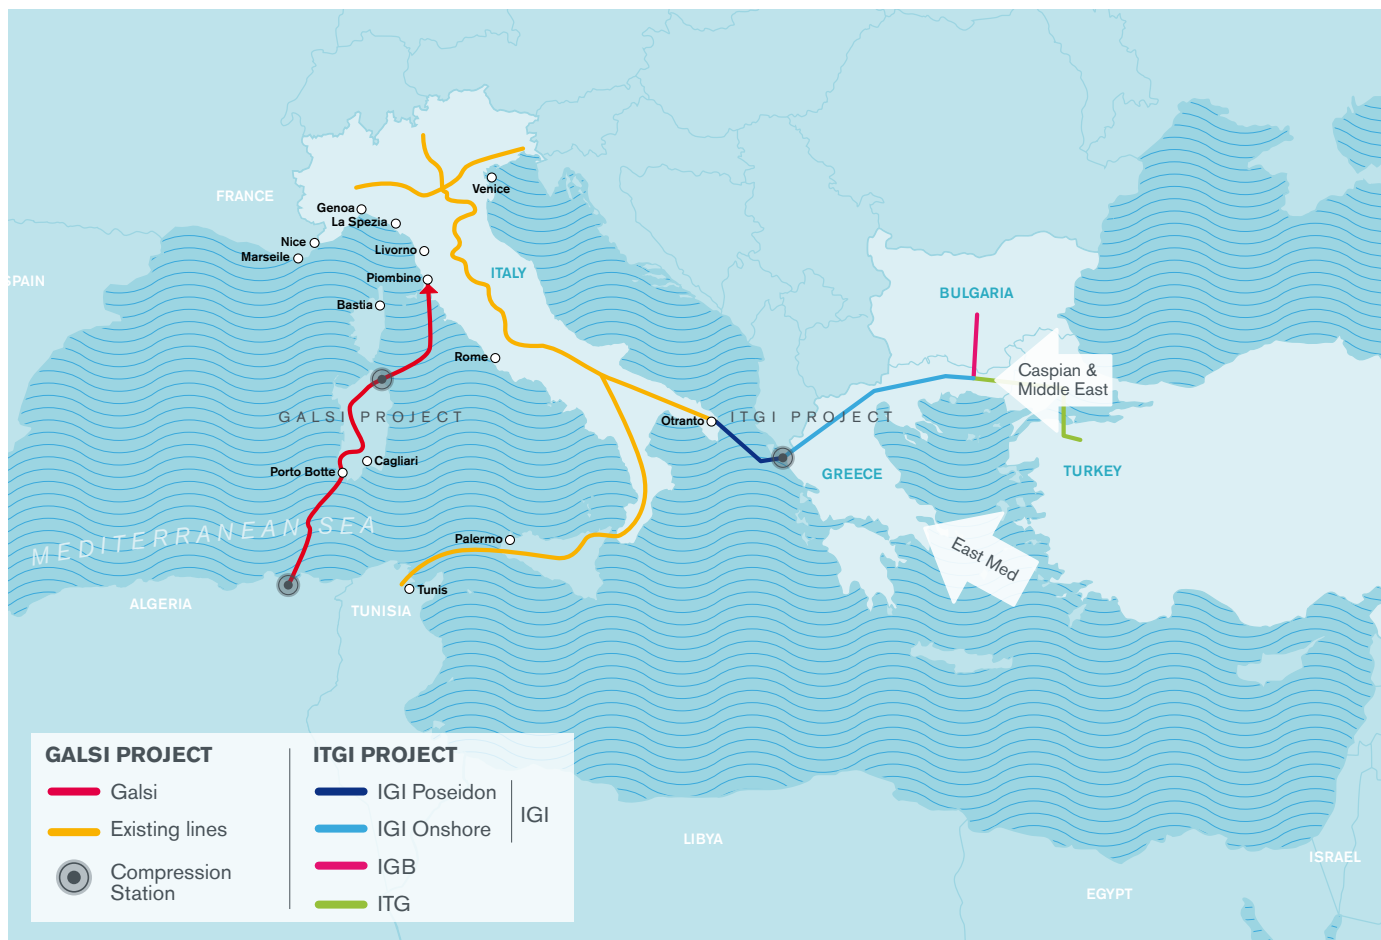 FRANCE
Venice
Genoa
La Spezia
Nice
Livorno
Marseile
ITALY
SPAIN
Piombino
BULGARIA
Bastia
Rome
Caspian &
Middle East
GALSI PROJECT
Otranto
ITGI PROJECT
Cagliari
Porto Botte
GREECE
TURKEY
MEDITERRANEAN SEA
Palermo
East Med
Tunis
ALGERIA
TUNISIA
GALSI PROJECT
Galsi
Existing lines
Compression
Station
ITGI PROJECT
IGI Poseidon
IGI Onshore
IGI
IGB
ITG
LIBYA
ISRAEL
EGYPT